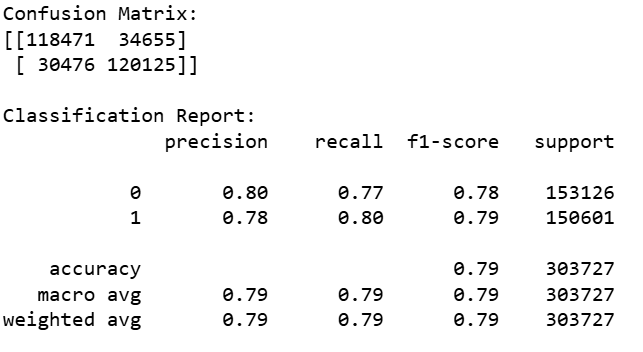 Confusion Matrix:
[[118471  34655]
 [ 30476 120125]]
Classification Report:
              precision    recall  f1-score   support
           0       0.80      0.77      0.78    153126
           1       0.78      0.80      0.79    150601
    accuracy                           0.79    303727
   macro avg       0.79      0.79      0.79    303727
weighted avg       0.79      0.79      0.79    303727